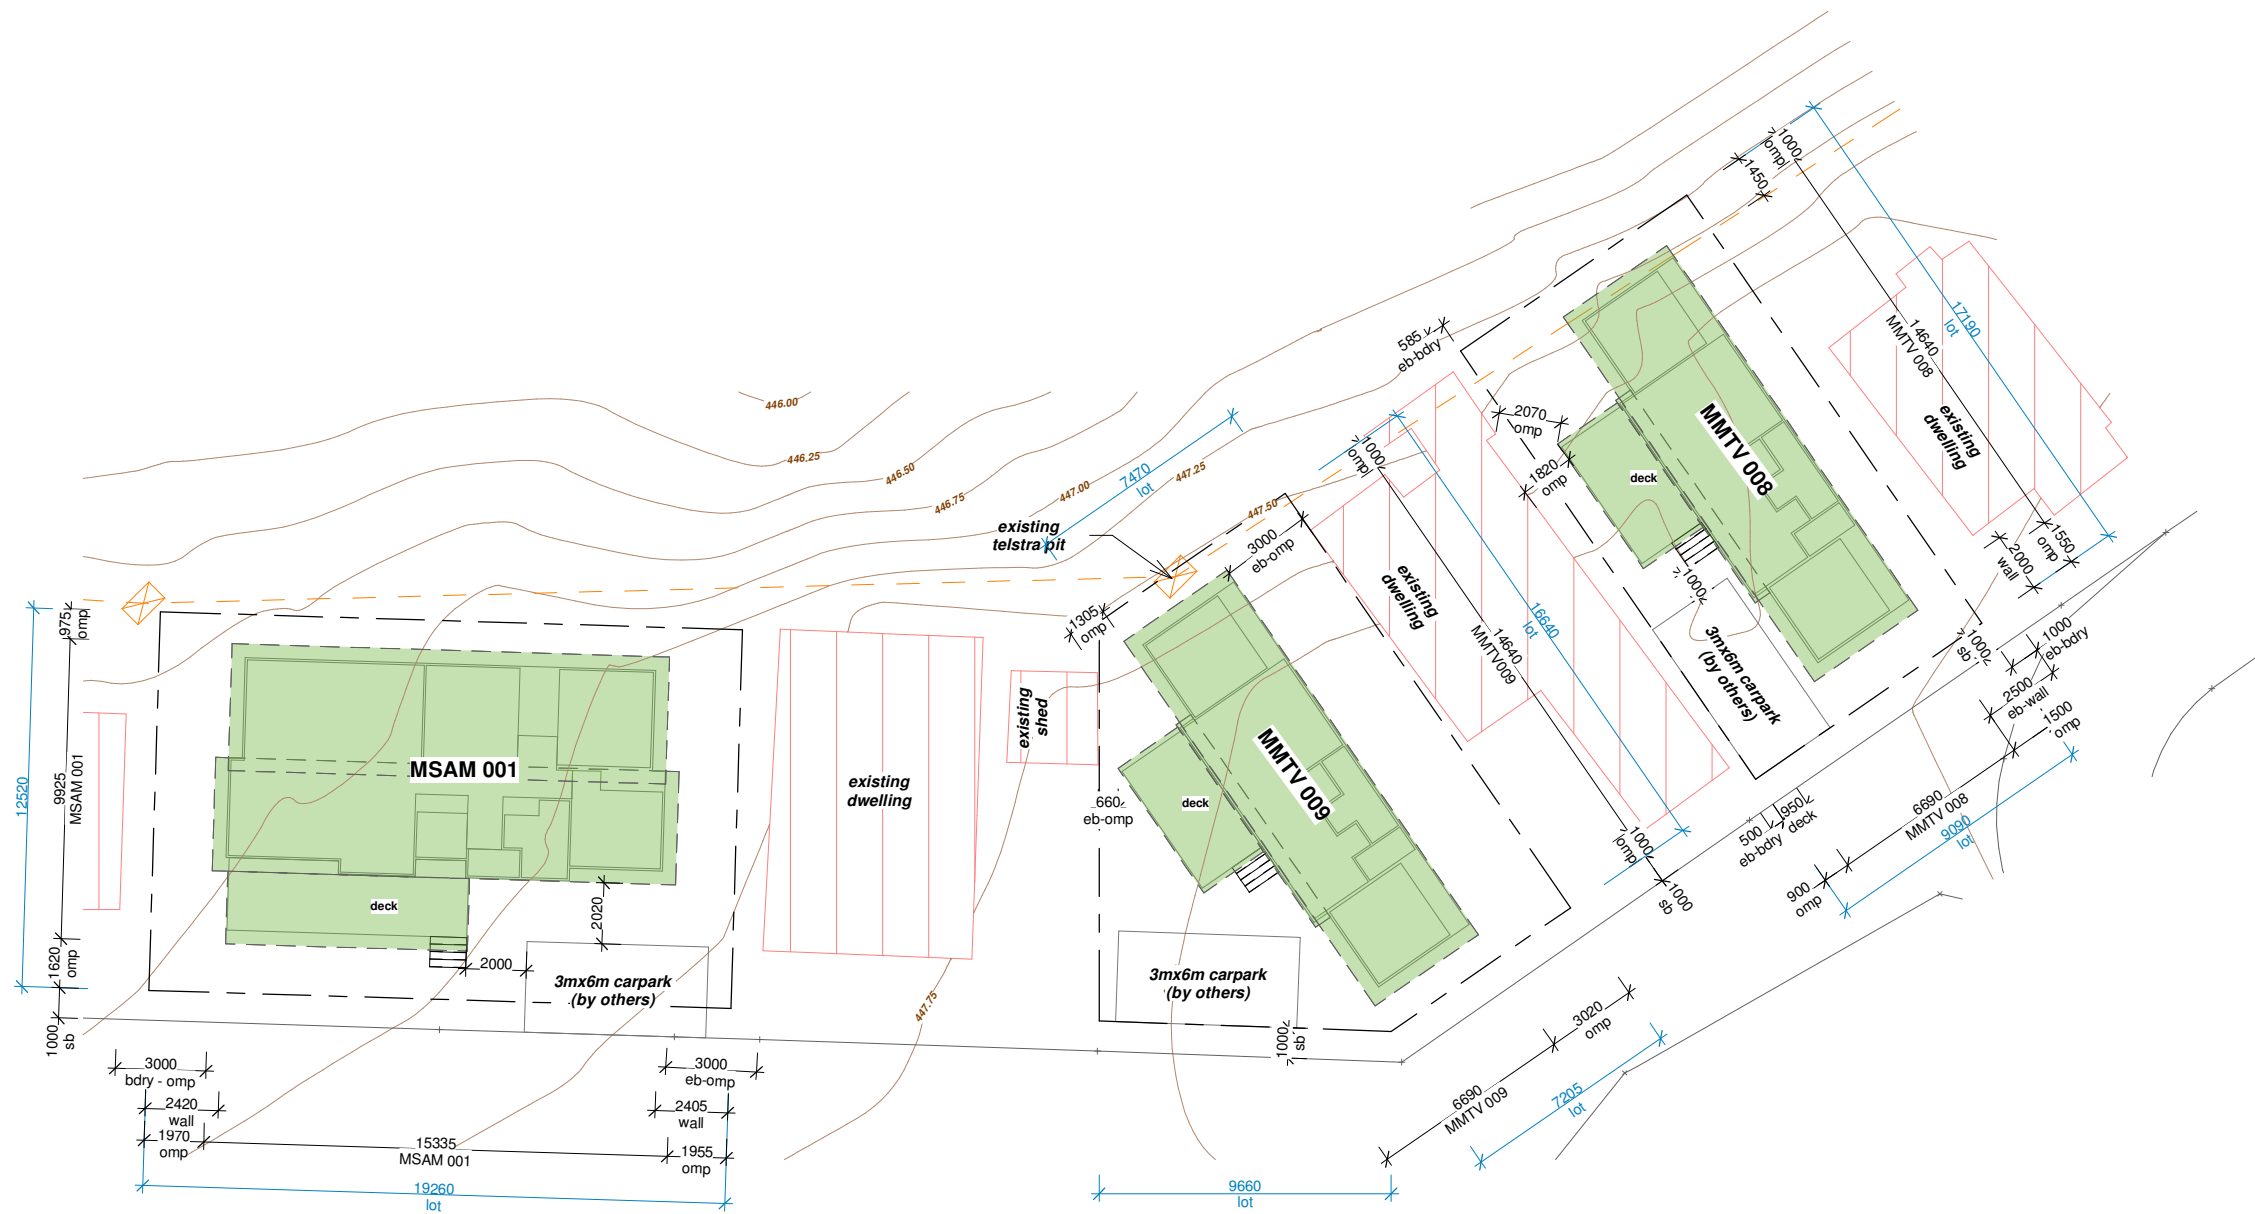 1000
omp
1450
17190
lot
14640
MMTV 008
existing
dwelling
585
eb-bdry
446.00
446.25
446.50
446.75
447.00
447.25
447.50
7470
lot
existing
telstra pit
1000
omp
2070
omp
1820
omp
deck
MMTV 008
1000
3mx6m carpark
(by others)
1550
omp
2000
wall
1000
sb
1000
eb-bdry
2500
eb-wall
1500
omp
3000
eb-omp
1305
omp
existing
dwelling
14640
MMTV009
16640
lot
975
omp
12520
9925
MSAM 001
1620
omp
1000
sb
MSAM 001
deck
2020
2000
3mx6m carpark
(by others)
existing
dwelling
existing
shed
447.75
660
eb-omp
deck
MMTV 009
3mx6m carpark
(by others)
1000
sb
1000
omp
1000
sb
500
eb-bdry
950
deck
6690
MMTV 008
9090
lot
900
omp
3020
omp
6690
MMTV 009
7205
lot
3000
bdry - omp
2420
wall
1970
omp
15335
MSAM 001
19260
lot
3000
eb-omp
2405
wall
1955
omp
9660
lot